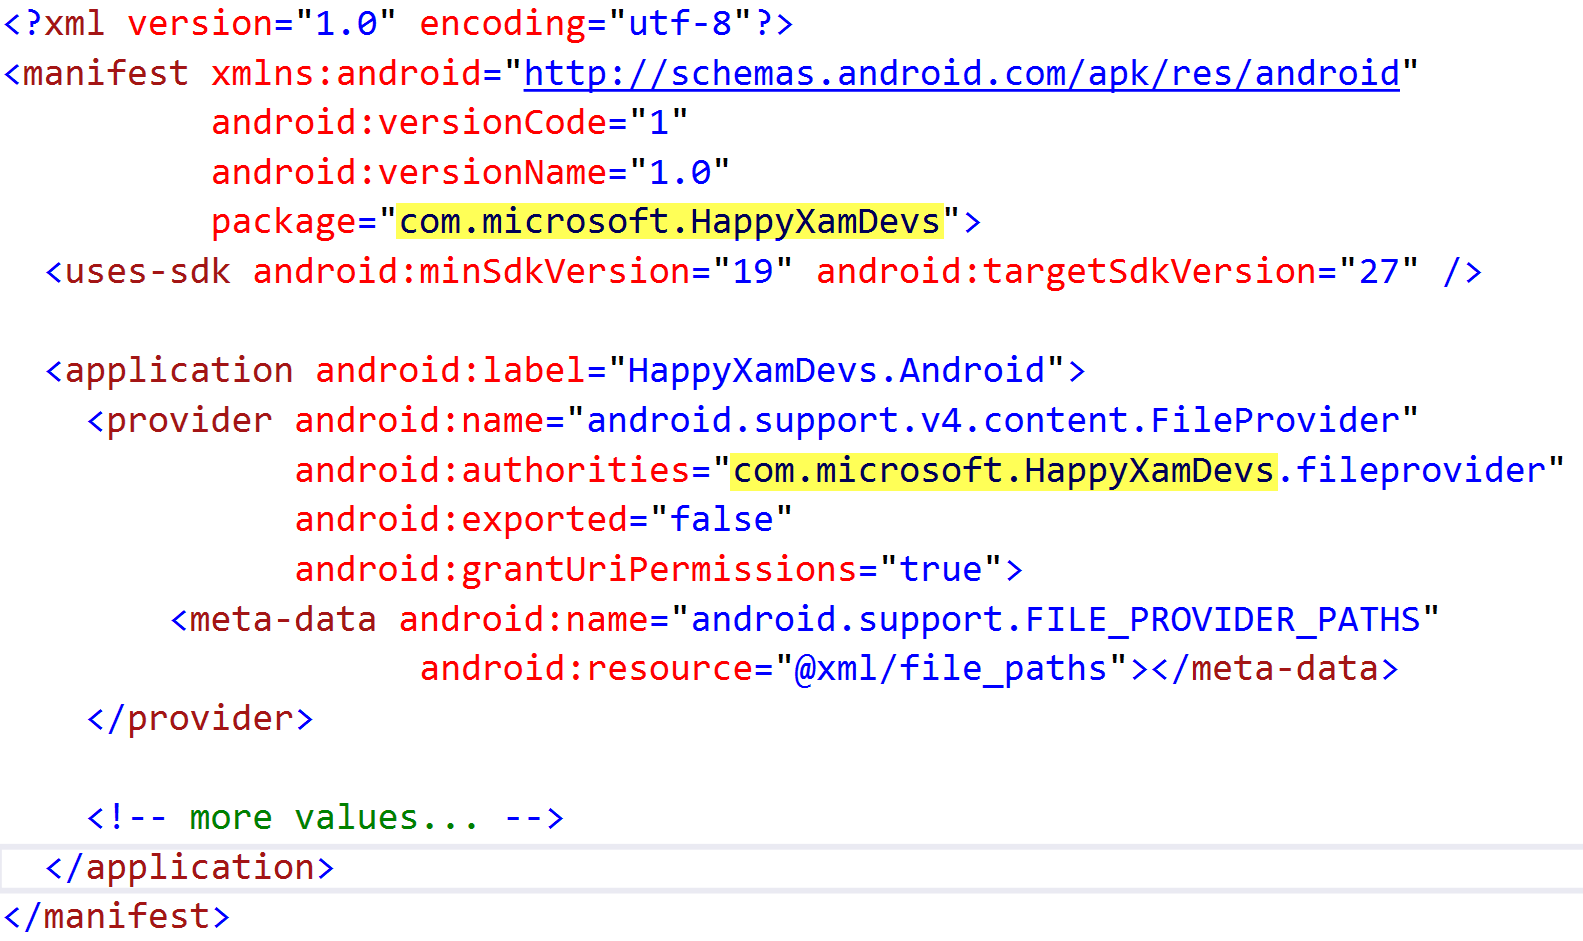 <?xml version="1.0" encoding="utf-8"?>
<manifest xmlns:android="http://schemas.android.com/apk/res/android"
          android:versionCode="1"
          android:versionName="1.0"
          package="com.microsoft.HappyXamDevs">
  <uses-sdk android:minSdkVersion="19" android:targetSdkVersion="27" />

  <application android:label="HappyXamDevs.Android">
    <provider android:name="android.support.v4.content.FileProvider"
              android:authorities="com.microsoft.HappyXamDevs.fileprovider"
              android:exported="false"
              android:grantUriPermissions="true">
        <meta-data android:name="android.support.FILE_PROVIDER_PATHS"
                    android:resource="@xml/file_paths"></meta-data>
    </provider>

    <!-- more values... -->
  </application>
</manifest>